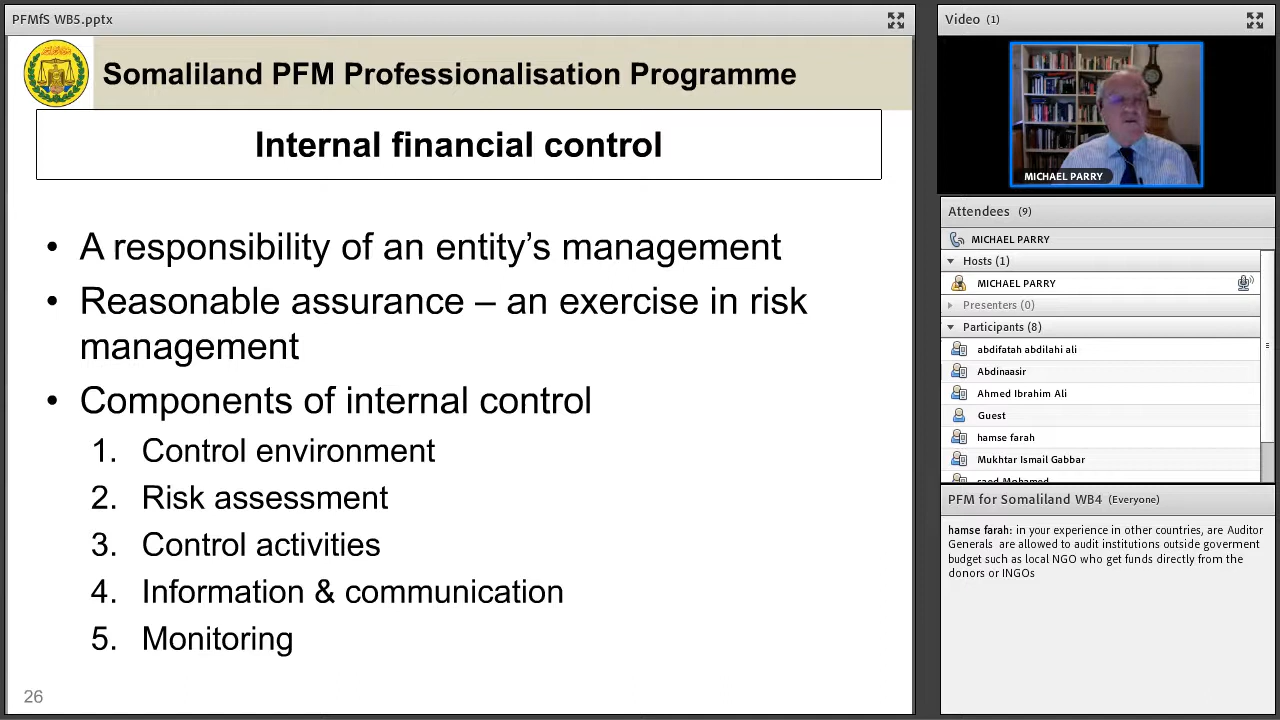 PFMfS WB5.pptx
Somaliland PFM Professionalisation Programme
Internal financial control
• A responsibility of an entity’s management
• Reasonable assurance – an exercise in risk
management
• Components of internal control
1. Control environment
2. Risk assessment
3. Control activities
4. Information & communication
5. Monitoring
26
Video (1)
MICHAEL PARRY
Attendees (9)
MICHAEL PARRY
Hosts (1)
MICHAEL PARRY
Presenters (0)
Participants (8)
abdifatah abdilahi ali
Abdinaasir
Ahmed Ibrahim Ali
Guest
hamse farah
Mukhtar Ismail Gabbar
saed Mohamed
PFM for Somaliland WB4 (Everyone)
hamse farah: in your experience in other countries, are Auditor
Generals are allowed to audit institutions outside goverment
budget such as local NGO who get funds directly from the
donors or INGOs